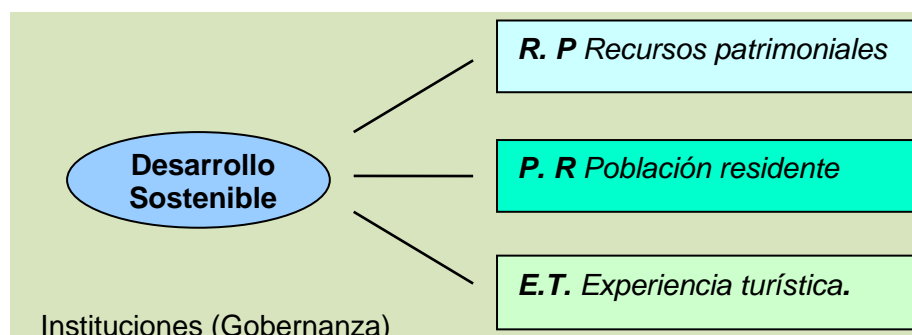 R. P Recursos patrimoniales
Desarrollo
Sostenible
P. R Población residente
E.T. Experiencia turística.
Instituciones (Gobernanza)